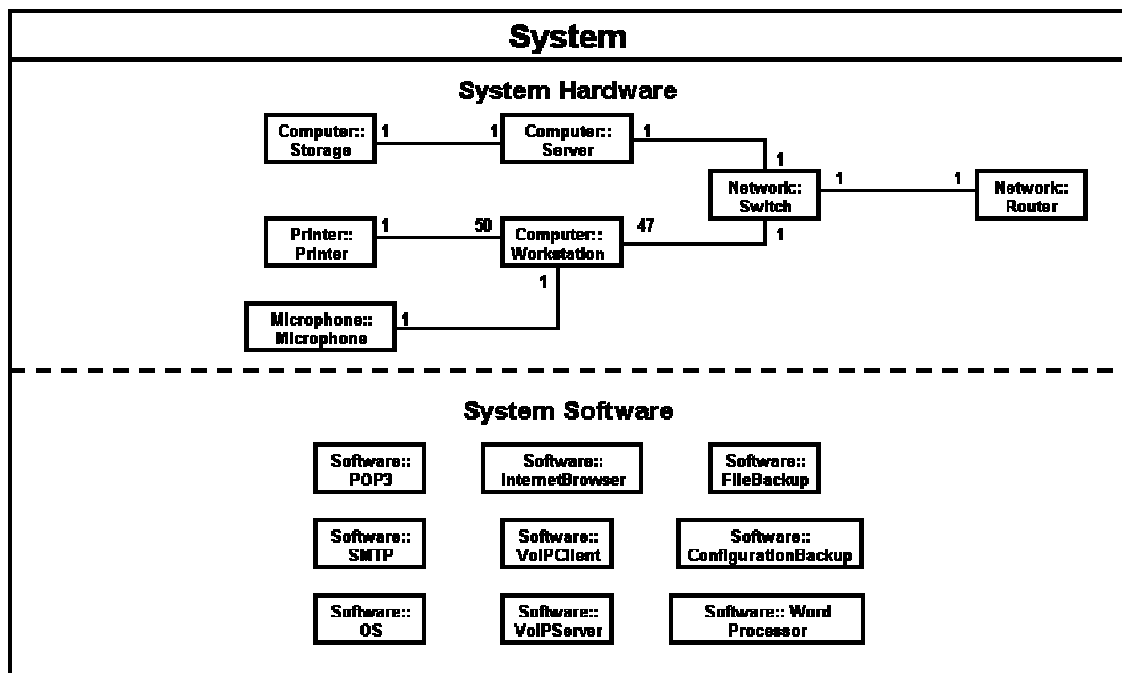 System
System Hardware
Computer::
Storage
1
1
Computer::
Server
1
1
Network::
Switch
1
1
Network::
Router
Printer::
Printer
1
50
Computer::
Workstation
47
1
1
Microphone::
Microphone
1
System Software
Software::
POP3
Software::
InternetBrowser
Software::
FileBackup
Software::
SMTP
Software::
VoIPClient
Software::
ConfigurationBackup
Software::
OS
Software::
VoIPServer
Software:: Word
Processor